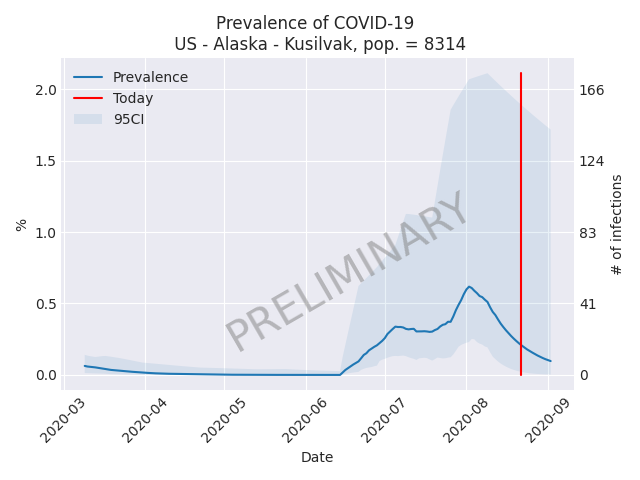 Prevalence of COVID-19
US - Alaska - Kusilvak, pop. = 8314
Prevalence
Today
95CI
2.0
1.5
1.0
0.5
0.0
%
166
124
83
41
0
# of infections
PRELIMINARY
2020-03
2020-04
2020-05
2020-06
2020-07
2020-08
2020-09
Date